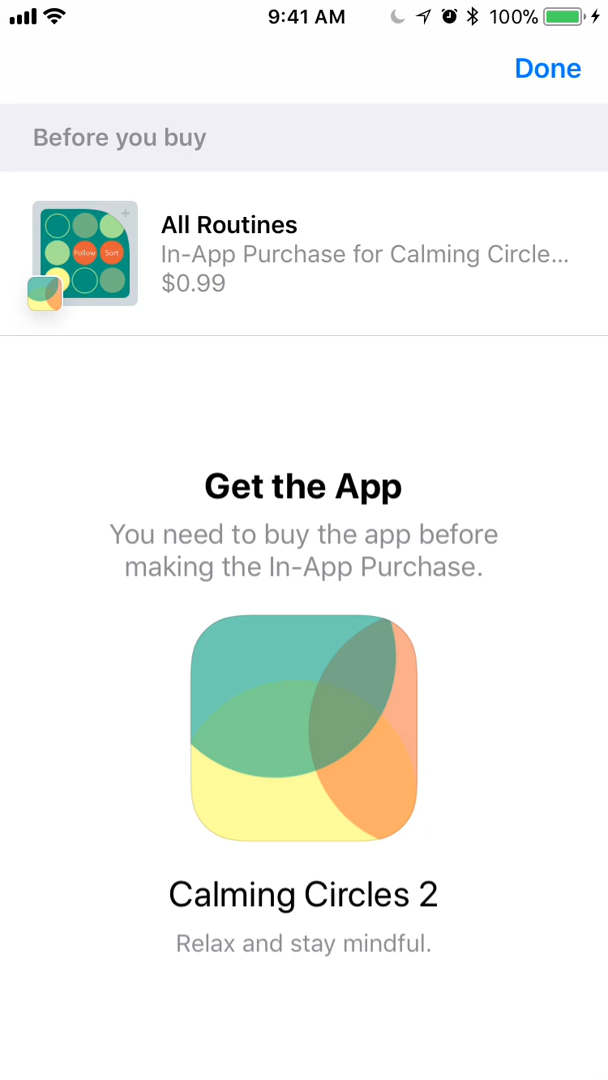 9:41 AM
100%
Done
Before you buy
All Routines
In-App Purchase for Calming Circle...
$0.99
Follow
Sort
Get the App
You need to buy the app before
making the In-App Purchase.
Calming Circles 2
Relax and stay mindful.